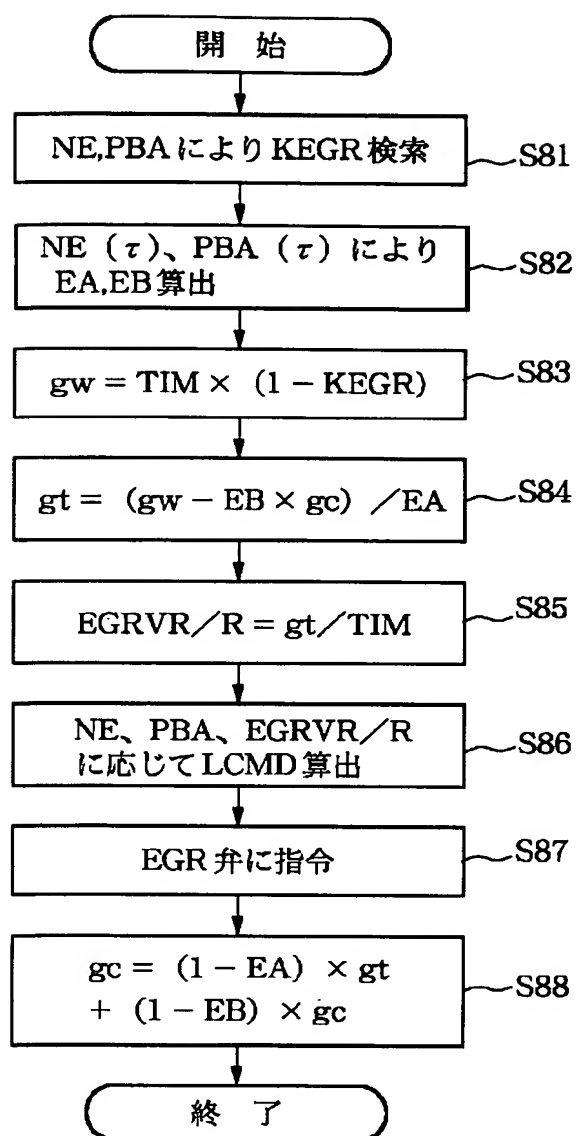 開 始
NE,PBAによりKEGR検索
S81
NE（τ）、PBA（τ）により
EA,EB算出
S82
gw = TIM × (1 - KEGR)
S83
gt = (gw - EB × gc) ／EA
S84
EGRVR／R = gt／TIM
S85
NE、PBA、EGRVR／R
に応じてLCMD算出
S86
EGR弁に指令
S87
gc = (1 - EA) × gt
+ (1 - EB) × gc
S88
終 了